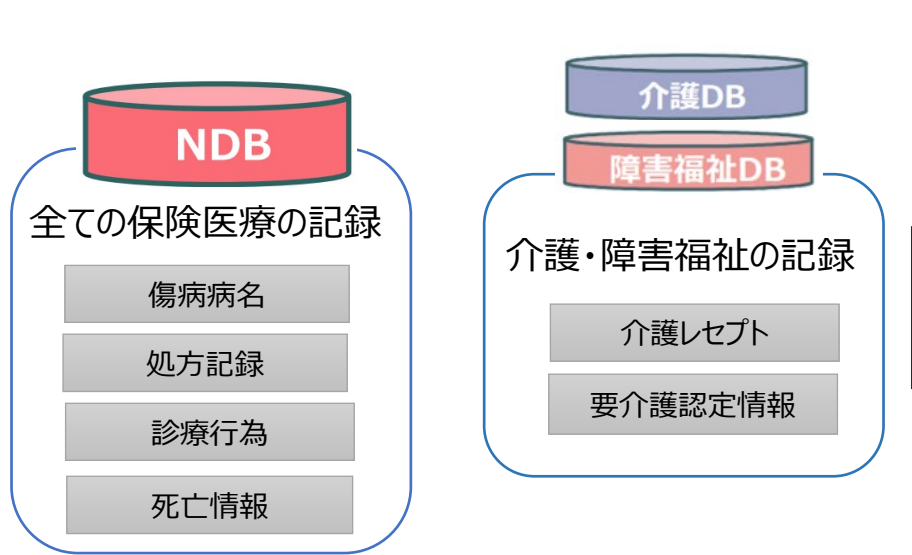 NDB
全ての保険医療の記録
傷病病名
処方記録
診療行為
死亡情報
介護DB
障害福祉DB
介護・障害福祉の記録
介護レセプト
要介護認定情報